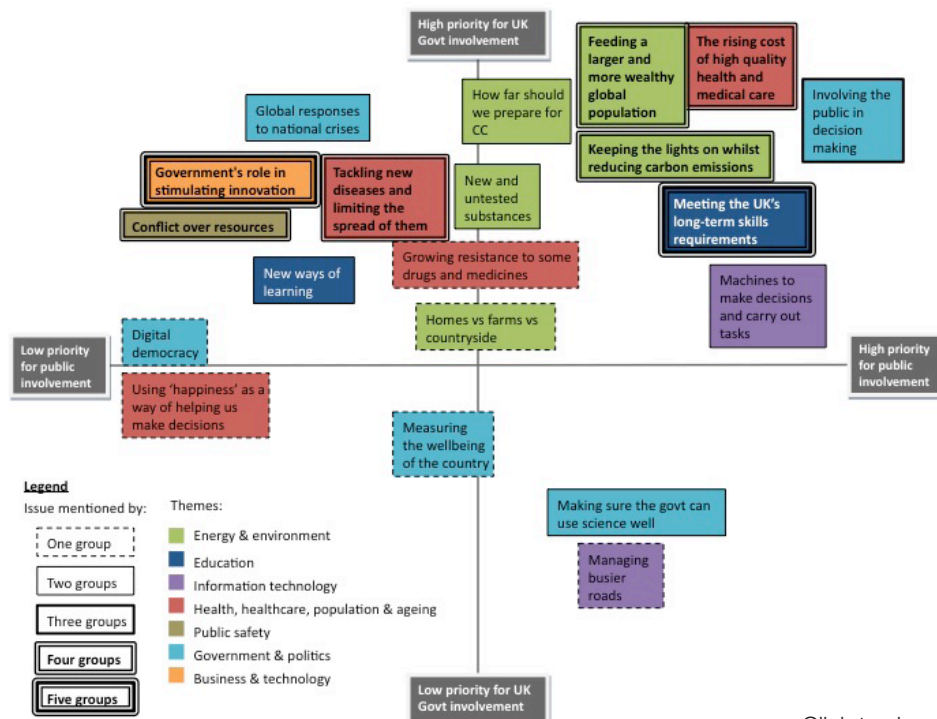 High priority for UK
Govt involvement
Feeding a
larger and
more wealthy
global
population
The rising cost
of high quality
health and
medical care
How far should
we prepare for
CC
Involving the
public in
decision
making
Global responses
to national crises
Keeping the lights on whilst
reducing carbon emissions
Government's role in
stimulating innovation
Tackling new
diseases and
limiting the
spread of them
New and
untested
substances
Meeting the UK's
long-term skills
requirements
Conflict over resources
Growing resistance to some
drugs and medicines
New ways of
learning
Machines to
make decisions
and carry out
tasks
Homes vs farms vs
countryside
Digital
democracy
Low priority
for public
involvement
High priority
for public
involvement
Using 'happiness' as a
way of helping us
make decisions
Measuring
the wellbeing
of the country
Making sure the govt can
use science well
Managing
busier
roads
Legend
Issue mentioned by:
One group
Two groups
Three groups
Four groups
Five groups
Themes:
Energy & environment
Education
Information technology
Health, healthcare, population & ageing
Public safety
Government & politics
Business & technology
Low priority for UK
Govt involvement